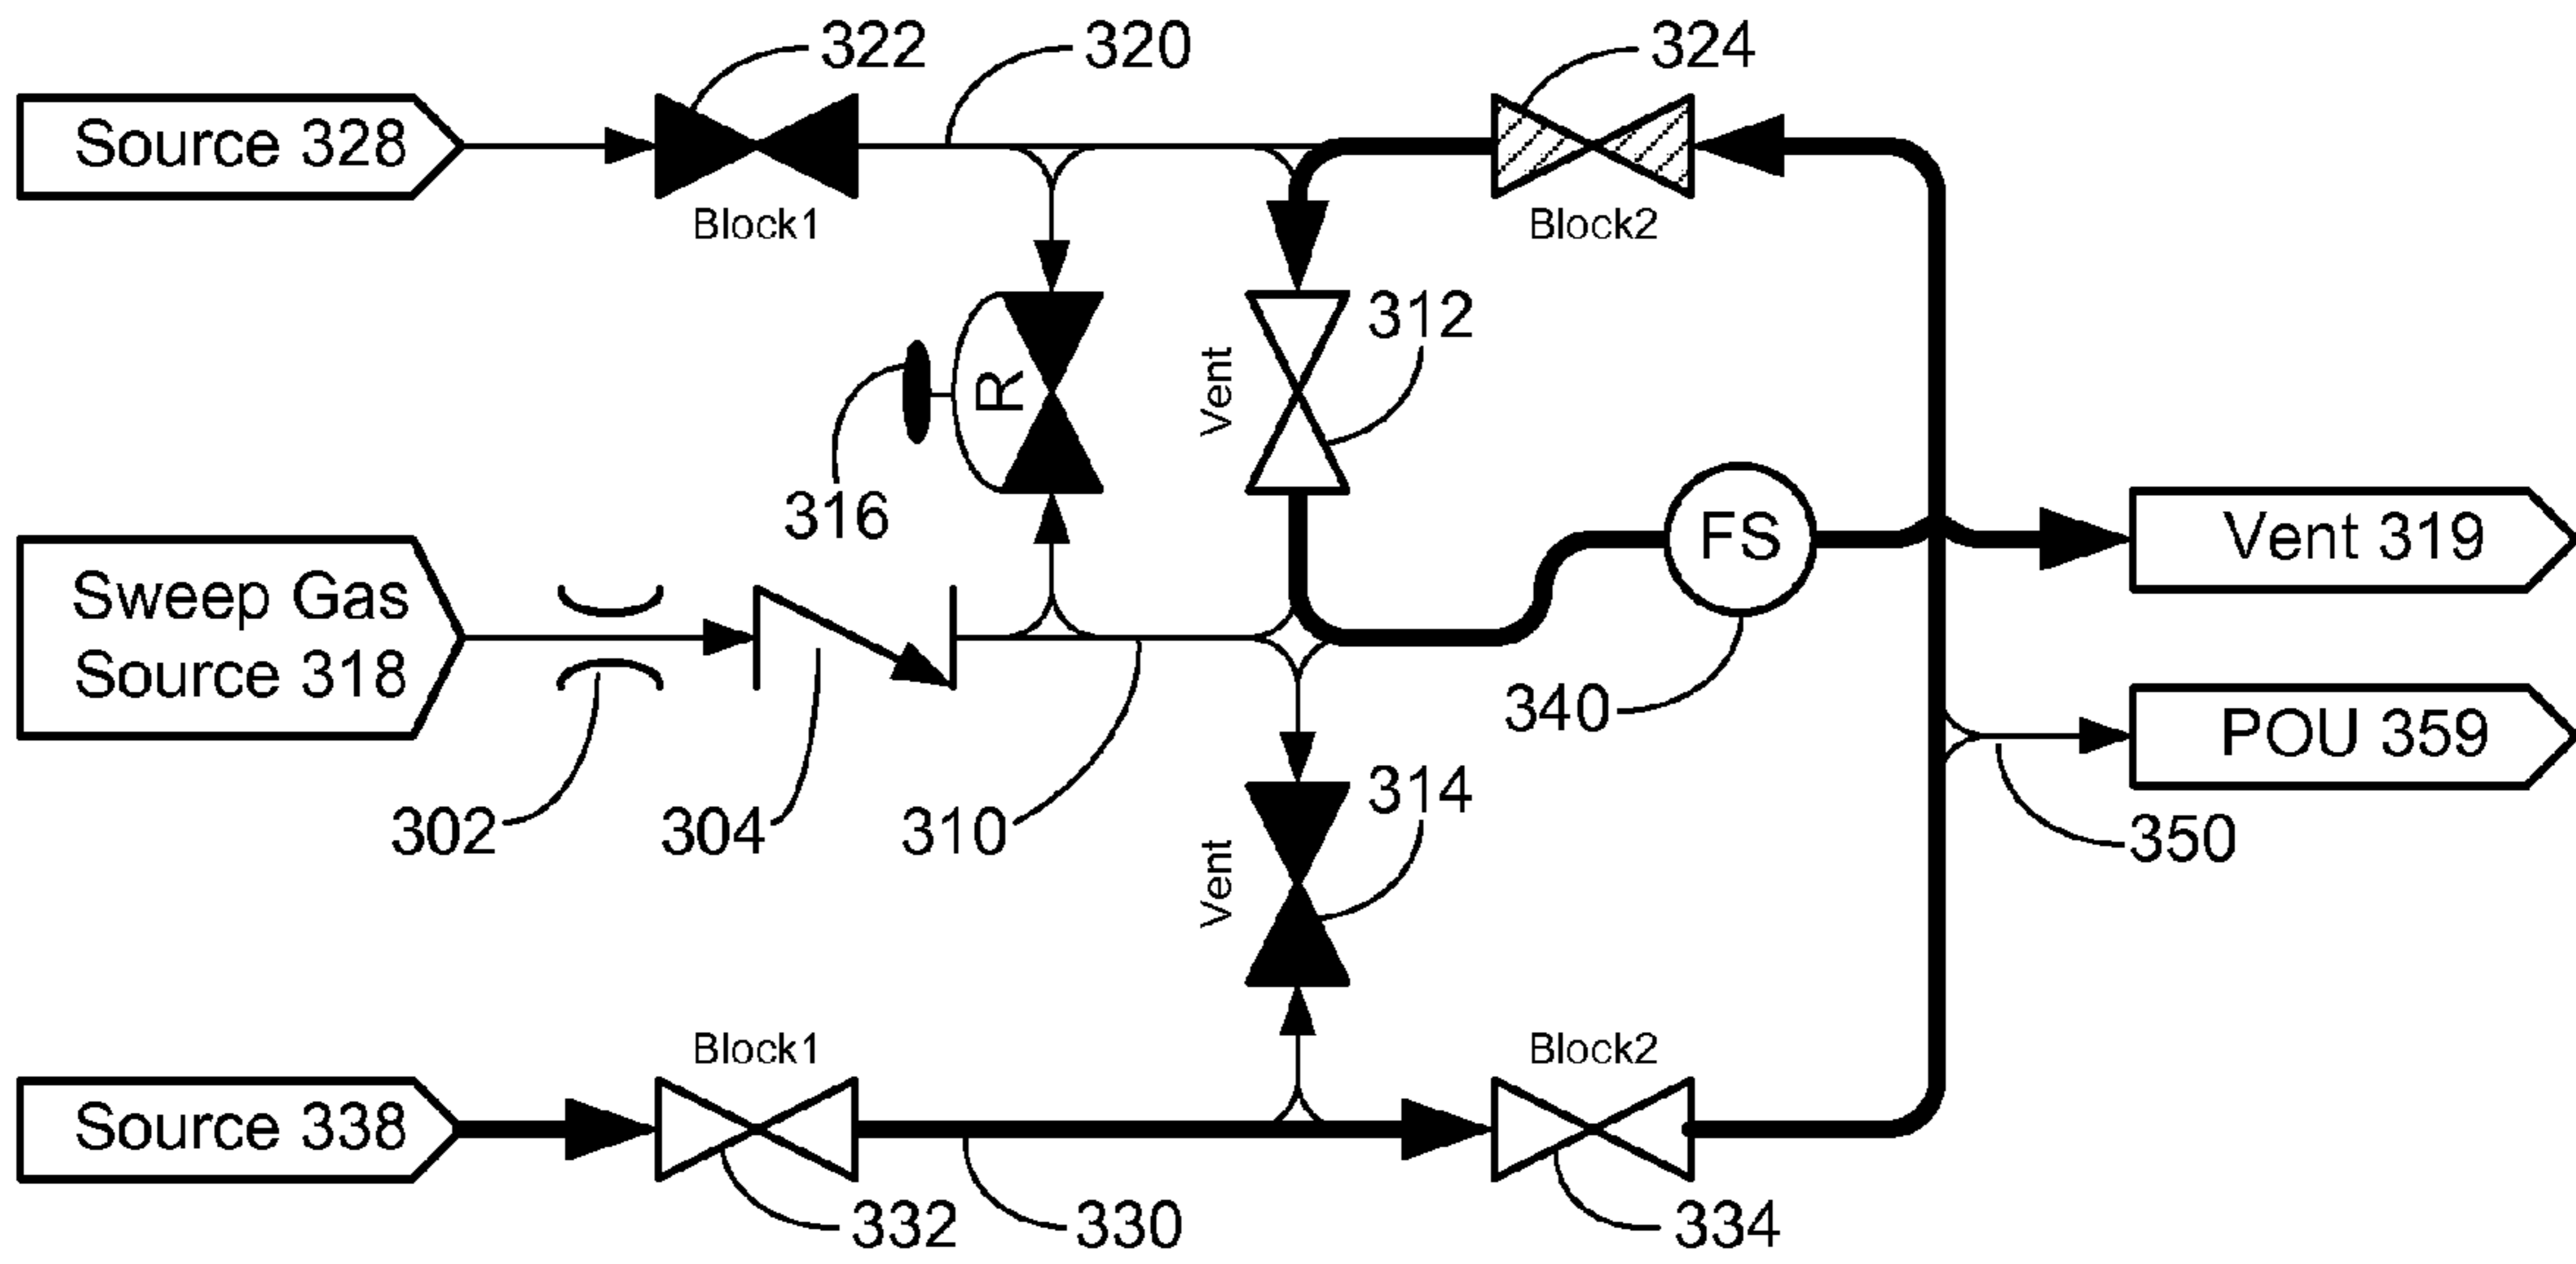 322
320
324
Source 328
Block1
Block2
312
Vent
R
316
FS
Vent 319
Sweep Gas
Source 318
340
POU 359
302
304
310
314
Vent
350
Block1
Block2
Source 338
332
330
334